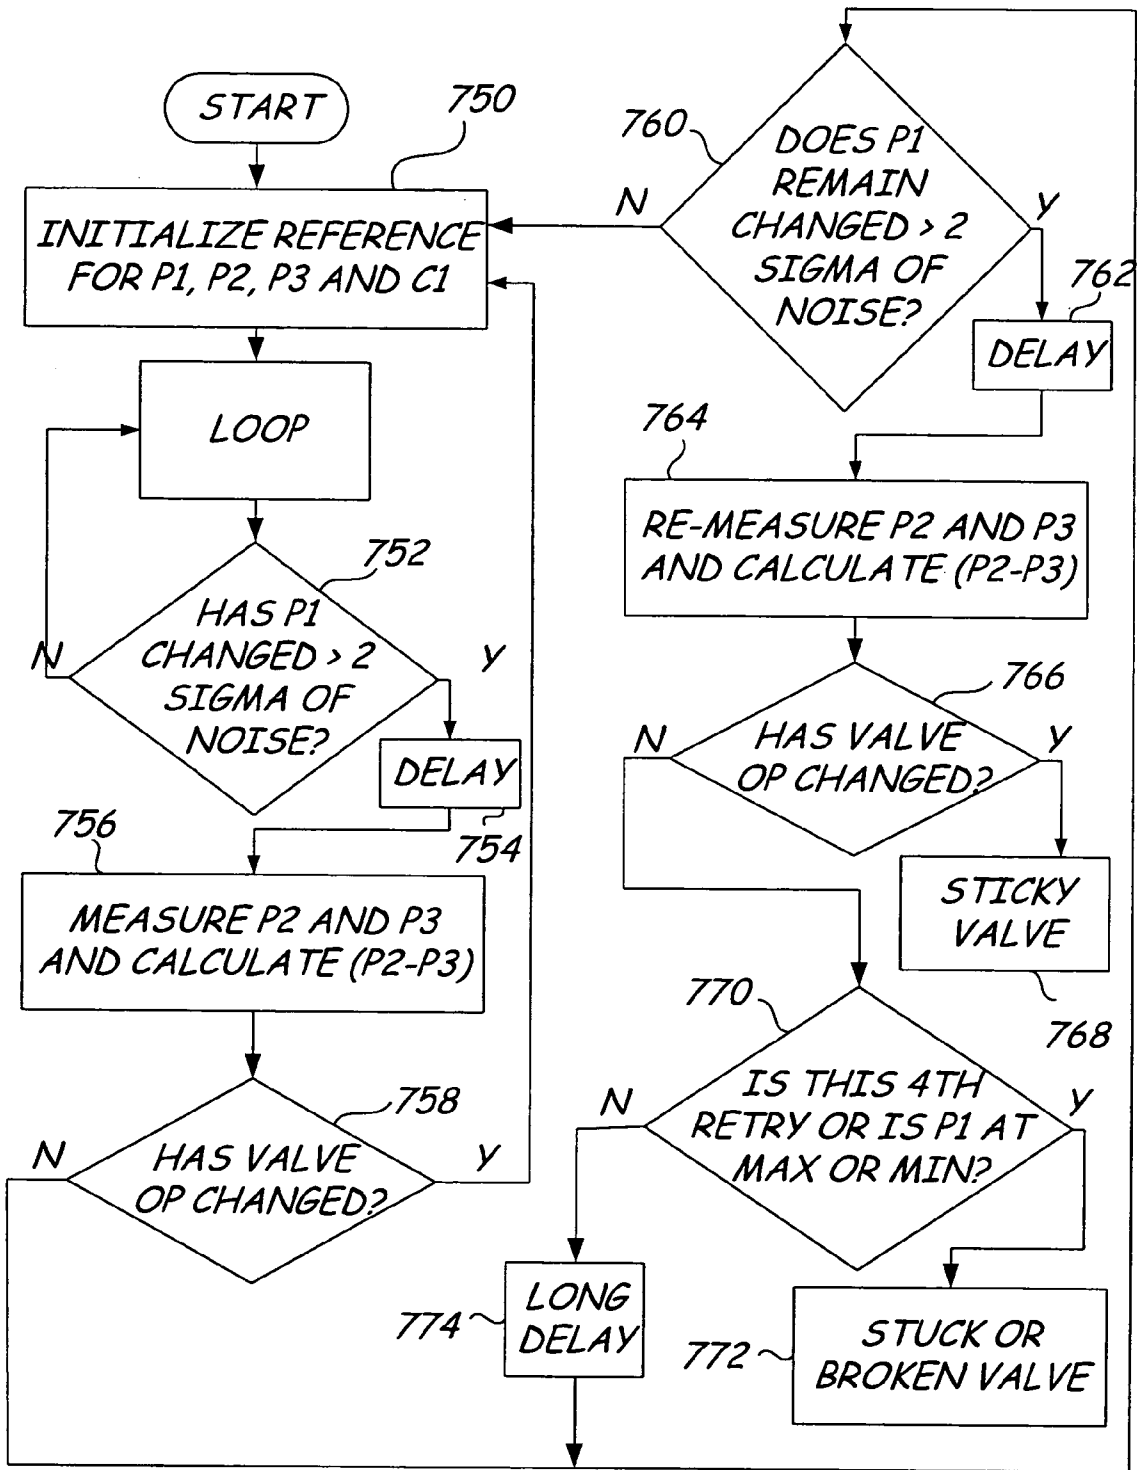 START
750
INITIALIZE REFERENCE
FOR P1, P2, P3 AND C1
LOOP
752
HAS P1
CHANGED > 2
SIGMA OF
NOISE?
N
Y
DELAY
754
756
MEASURE P2 AND P3
AND CALCULATE (P2-P3)
758
HAS VALVE
OP CHANGED?
N
Y
760
DOES P1
REMAIN
CHANGED > 2
SIGMA OF
NOISE?
N
Y
762
DELAY
764
RE-MEASURE P2 AND P3
AND CALCULATE (P2-P3)
766
HAS VALVE
OP CHANGED?
N
Y
STICKY
VALVE
768
770
IS THIS 4TH
RETRY OR IS P1 AT
MAX OR MIN?
N
Y
774
LONG
DELAY
772
STUCK OR
BROKEN VALVE